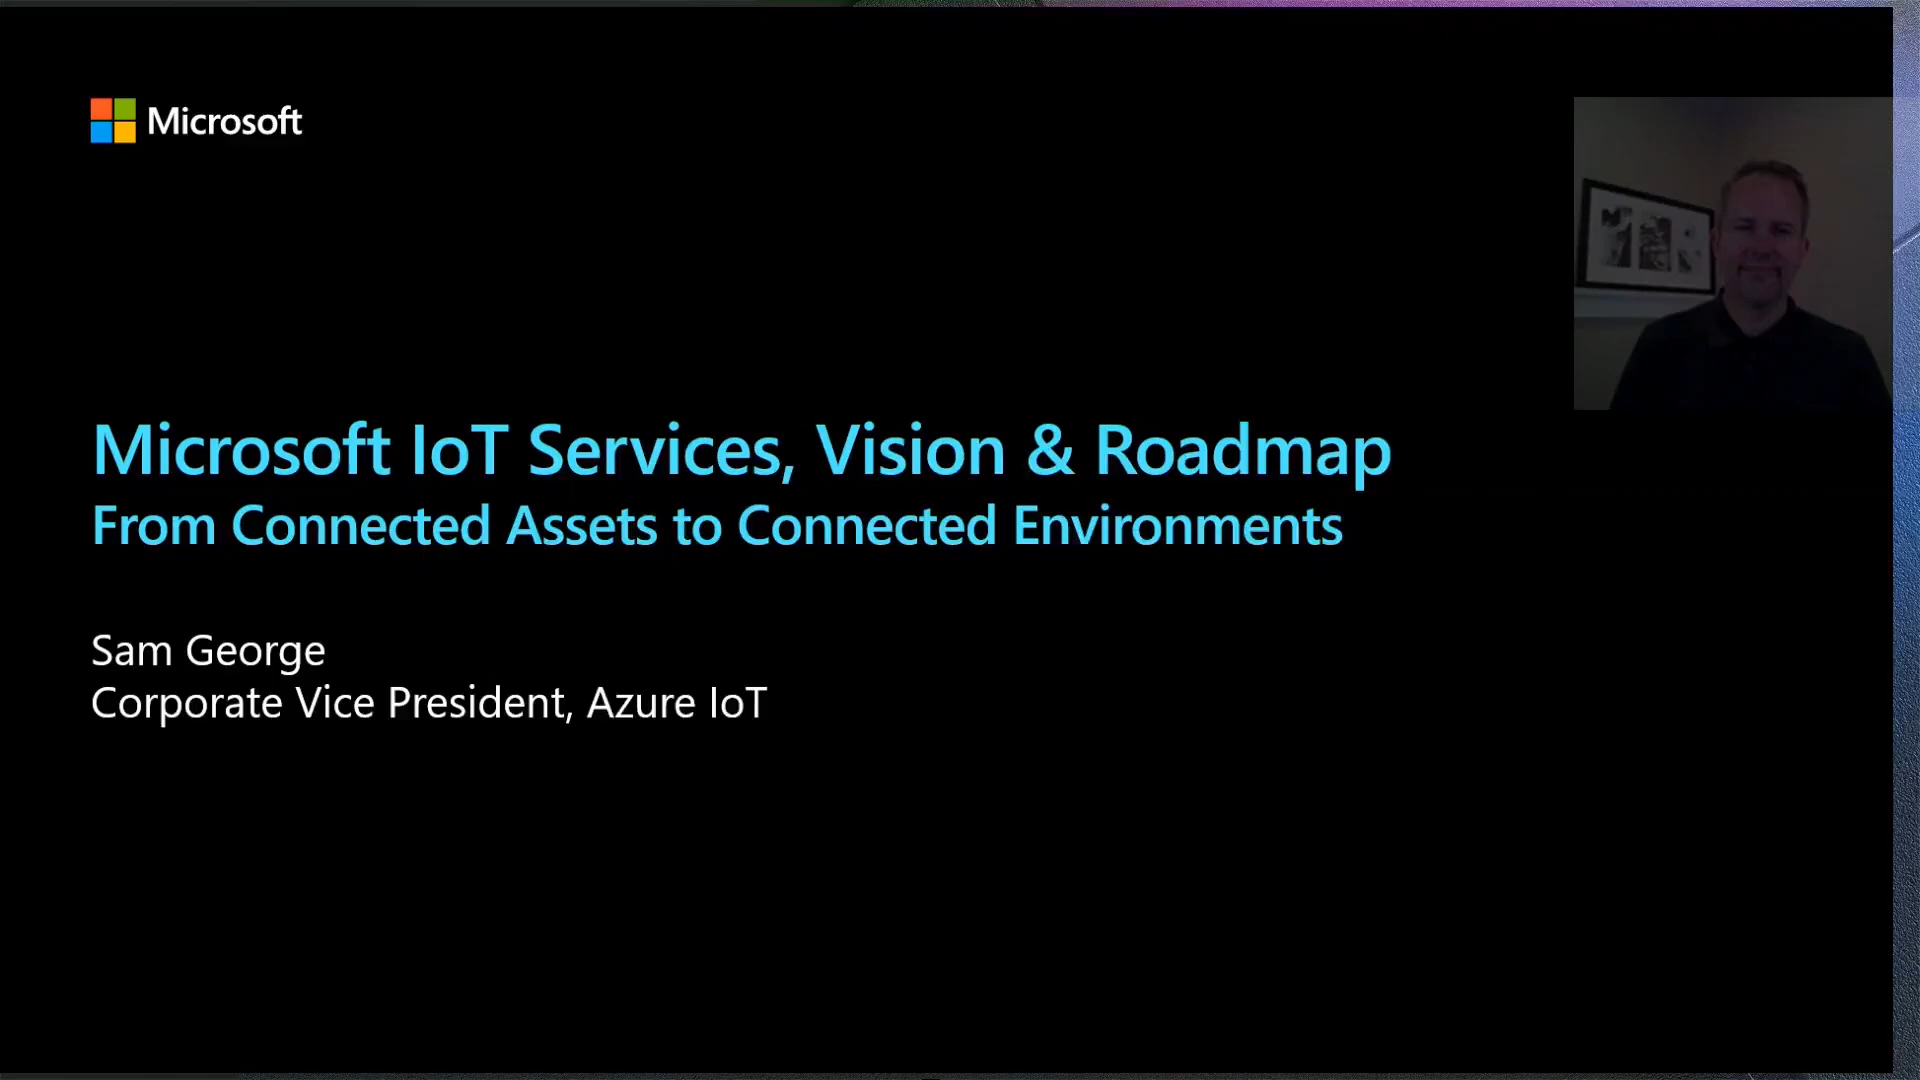 Microsoft
Microsoft IoT Services, Vision & Roadmap
From Connected Assets to Connected Environments
Sam George
Corporate Vice President, Azure IoT